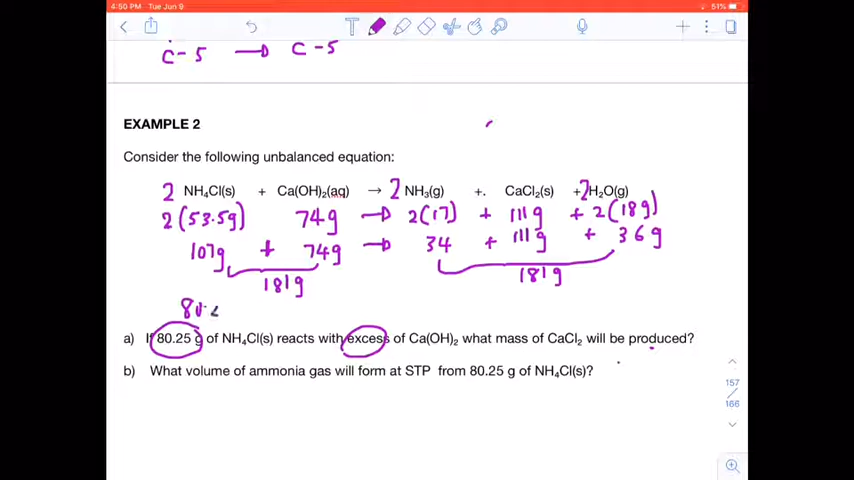 4:50 PM Tue Jun 9
51%
C-5 → C-5
EXAMPLE 2
Consider the following unbalanced equation:
2 NH₄Cl(s) + Ca(OH)₂(aq) → 2 NH₃(g) +. CaCl₂(s) + 2 H₂O(g)
2(53.5g) 74g → 2(17) + 111g + 2(18g)
107g + 74g → 34 + 111g + 36g
181g 181g
a) If 80.25 g of NH₄Cl(s) reacts with excess of Ca(OH)₂ what mass of CaCl₂ will be produced?
b) What volume of ammonia gas will form at STP from 80.25 g of NH₄Cl(s)?
157
166